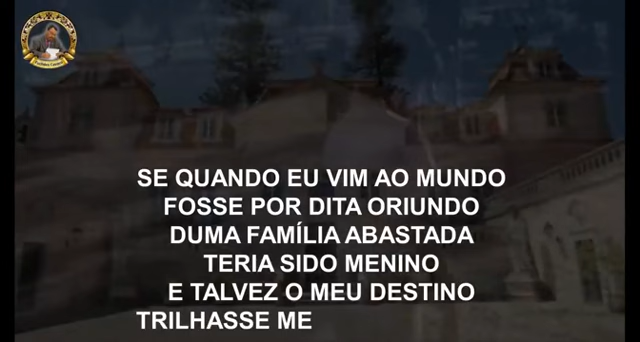 SE QUANDO EU VIM AO MUNDO
FOSSE POR DITA ORIUNDO
DUMA FAMÍLIA ABASTADA
TERIA SIDO MENINO
E TALVEZ O MEU DESTINO
TRILHASSE ME